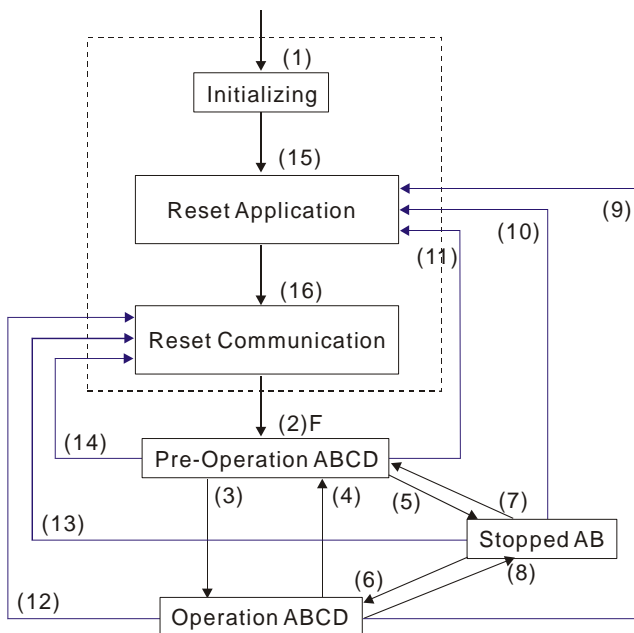 (1)
Initializing
(15)
Reset Application
(9)
(10)
(11)
(16)
Reset Communication
(2)F
(14)
Pre-Operation ABCD
(3)
(4)
(5)
(7)
(13)
Stopped AB
(6)
(8)
(12)
Operation ABCD